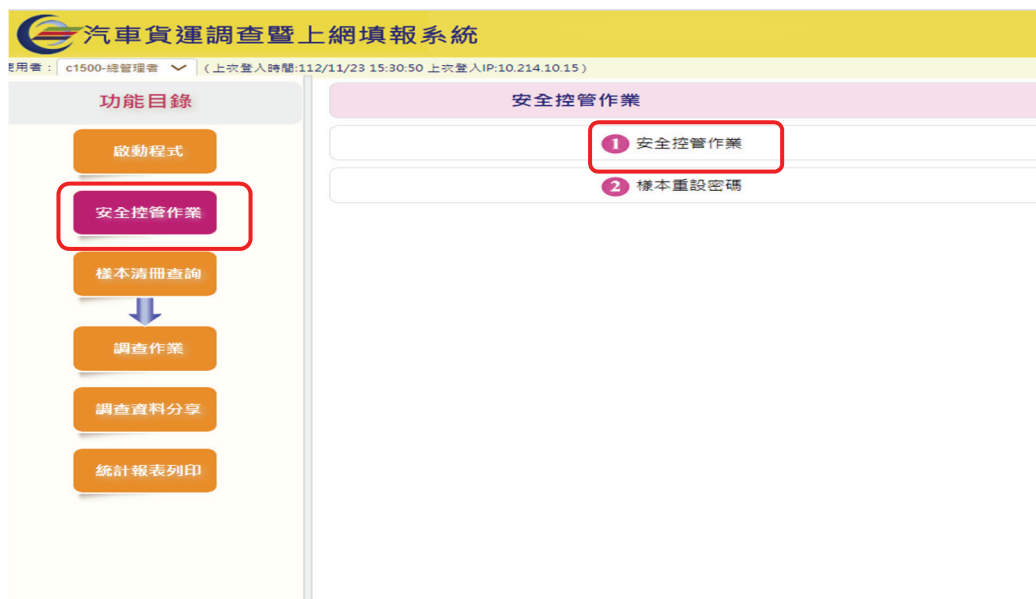 汽車貨運調查暨上網填報系統
使用者： c1500-總管理者 （上次登入時間:112/11/23 15:30:50 上次登入IP:10.214.10.15）
功能目錄
啟動程式
安全控管作業
樣本清冊查詢
調查作業
調查資料分享
統計報表列印
安全控管作業
1 安全控管作業
2 樣本重設密碼